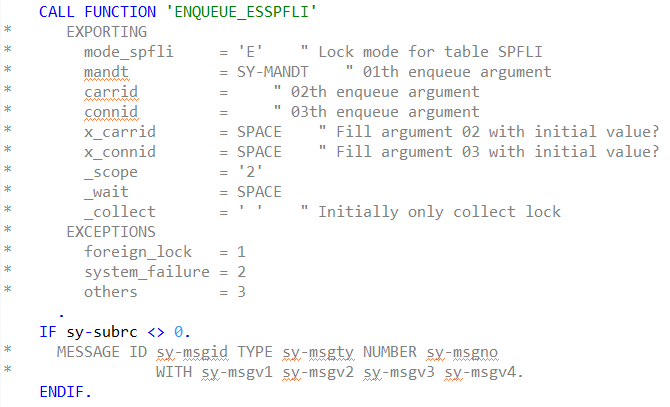 CALL FUNCTION 'ENQUEUE_ESSPFLI'
*      EXPORTING
*        mode_spfli     = 'E'    " Lock mode for table SPFLI
*        mandt          = SY-MANDT    " 01th enqueue argument
*        carrid         =     " 02th enqueue argument
*        connid         =     " 03th enqueue argument
*        x_carrid       = SPACE    " Fill argument 02 with initial value?
*        x_connid       = SPACE    " Fill argument 03 with initial value?
*        _scope         = '2'
*        _wait          = SPACE
*        _collect       = ' '    " Initially only collect lock
*      EXCEPTIONS
*        foreign_lock   = 1
*        system_failure = 2
*        others         = 3
      .
    IF sy-subrc <> 0.
*     MESSAGE ID sy-msgid TYPE sy-msgty NUMBER sy-msgno
*                WITH sy-msgv1 sy-msgv2 sy-msgv3 sy-msgv4.
    ENDIF.